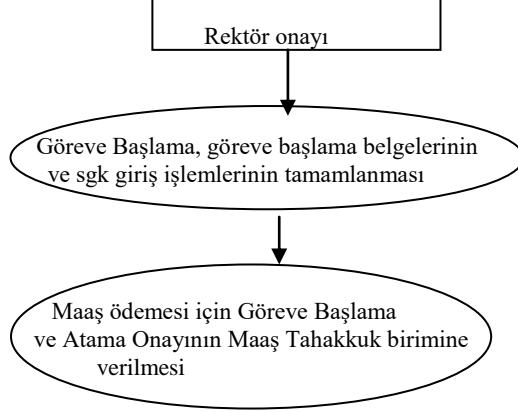 Rektör onayı
Göreve Başlama, göreve başlama belgelerinin
ve sgk giriş işlemlerinin tamamlanması
Maaş ödemesi için Göreve Başlama
ve Atama Onayının Maaş Tahakkuk birimine
verilmesi